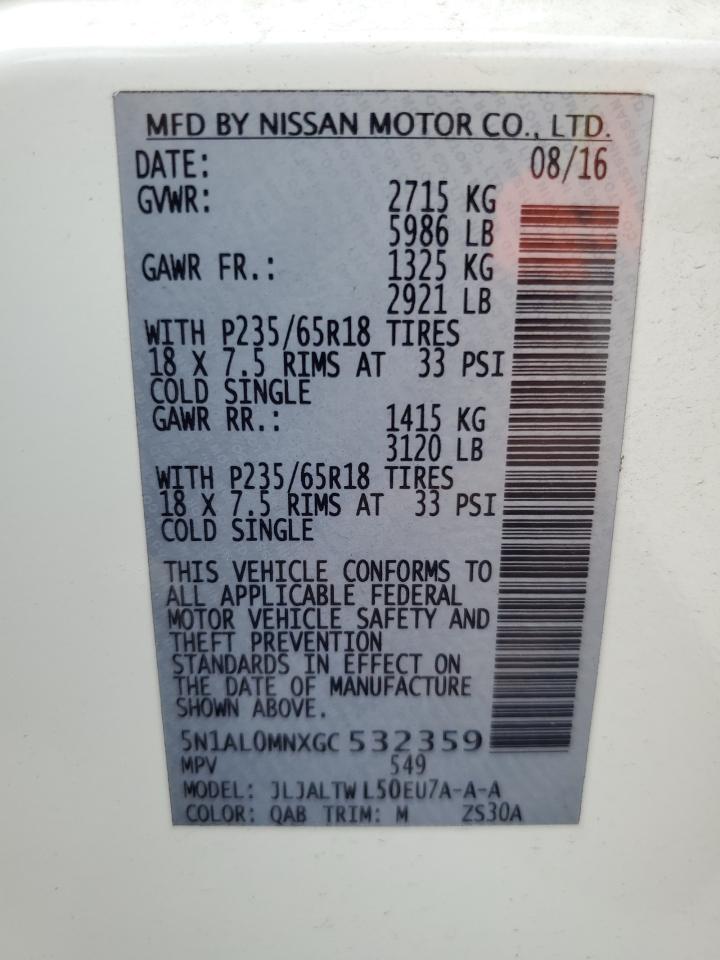 MFD BY NISSAN MOTOR CO., LTD.
DATE: 08/16
GVWR: 2715 KG
5986 LB
GAWR FR.: 1325 KG
2921 LB
WITH P235/65R18 TIRES
18 X 7.5 RIMS AT 33 PSI
COLD SINGLE
GAWR RR.: 1415 KG
3120 LB
WITH P235/65R18 TIRES
18 X 7.5 RIMS AT 33 PSI
COLD SINGLE
THIS VEHICLE CONFORMS TO
ALL APPLICABLE FEDERAL
MOTOR VEHICLE SAFETY AND
THEFT PREVENTION
STANDARDS IN EFFECT ON
THE DATE OF MANUFACTURE
SHOWN ABOVE.
5N1AL0MNXGC 532359
MPV 549
MODEL: JLJALTW L50EU7A-A-A
COLOR: QAB TRIM: M ZS30A